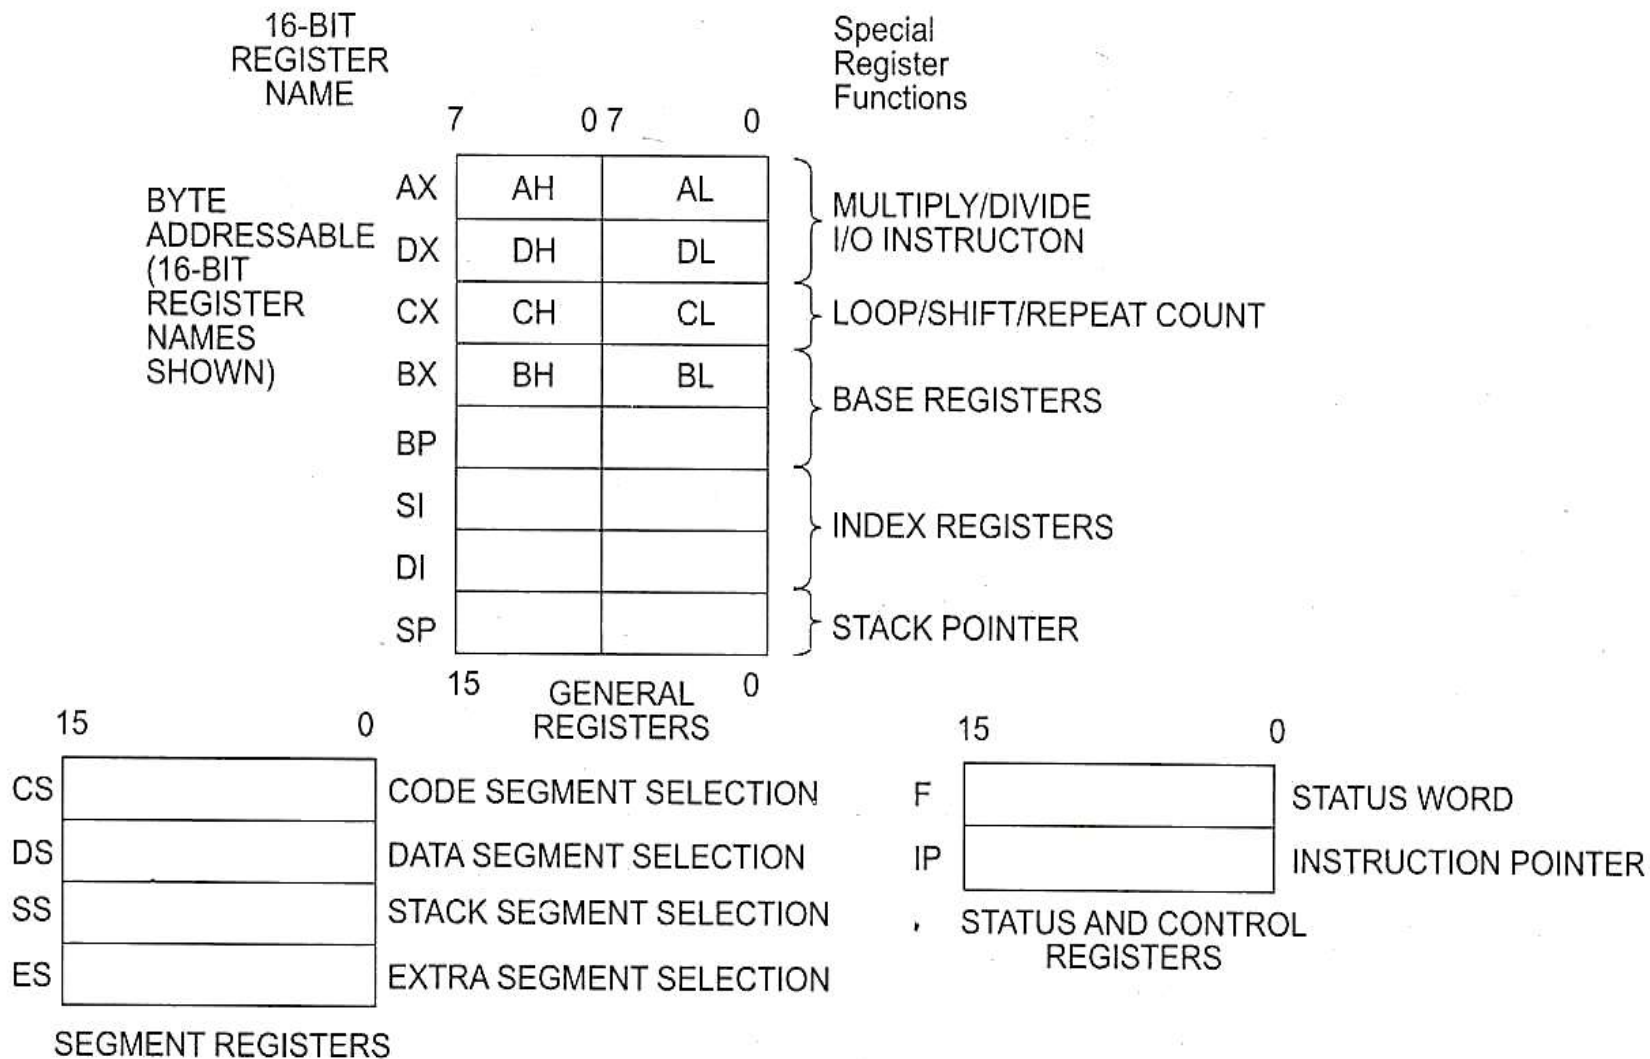 16-BIT
REGISTER
NAME
Special
Register
Functions
7 0 7 0
BYTE
ADDRESSABLE
(16-BIT
REGISTER
NAMES
SHOWN)
AX AH AL
DX DH DL
CX CH CL
BX BH BL
BP
SI
DI
SP
MULTIPLY/DIVIDE
I/O INSTRUCTON
LOOP/SHIFT/REPEAT COUNT
BASE REGISTERS
INDEX REGISTERS
STACK POINTER
15 0
GENERAL
REGISTERS
15 0
CS CODE SEGMENT SELECTION
DS DATA SEGMENT SELECTION
SS STACK SEGMENT SELECTION
ES EXTRA SEGMENT SELECTION
SEGMENT REGISTERS
15 0
F STATUS WORD
IP INSTRUCTION POINTER
STATUS AND CONTROL
REGISTERS